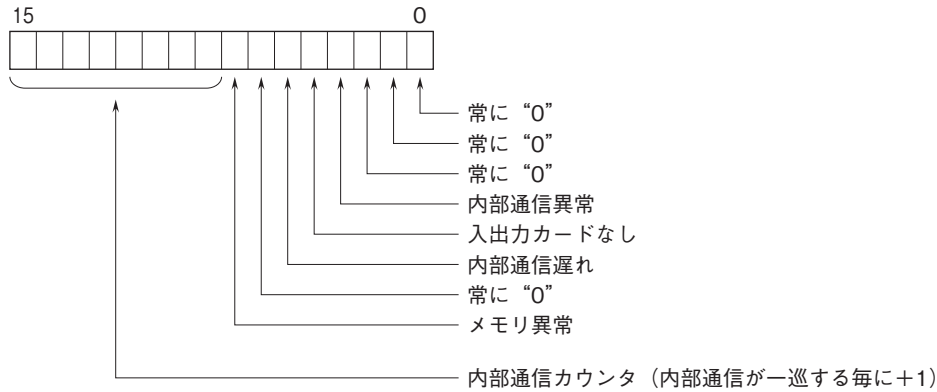 15 0
常に“0”
常に“0”
常に“0”
内部通信異常
入出力カードなし
内部通信遅れ
常に“0”
メモリ異常
内部通信カウンタ（内部通信が一巡する毎に＋1）